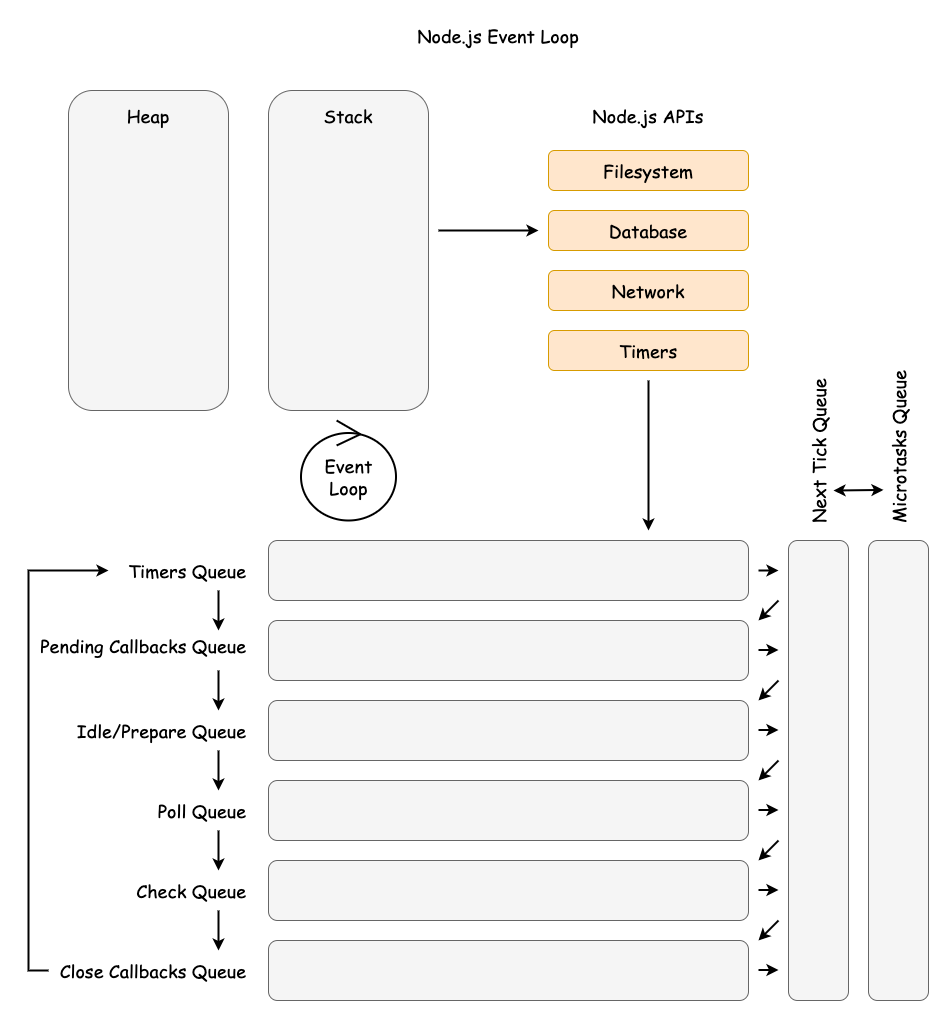 Node.js Event Loop
Heap
Stack
Node.js APIs
Filesystem
Database
Network
Timers
Event
Loop
Next Tick Queue
Microtasks Queue
Timers Queue
Pending Callbacks Queue
Idle/Prepare Queue
Poll Queue
Check Queue
Close Callbacks Queue